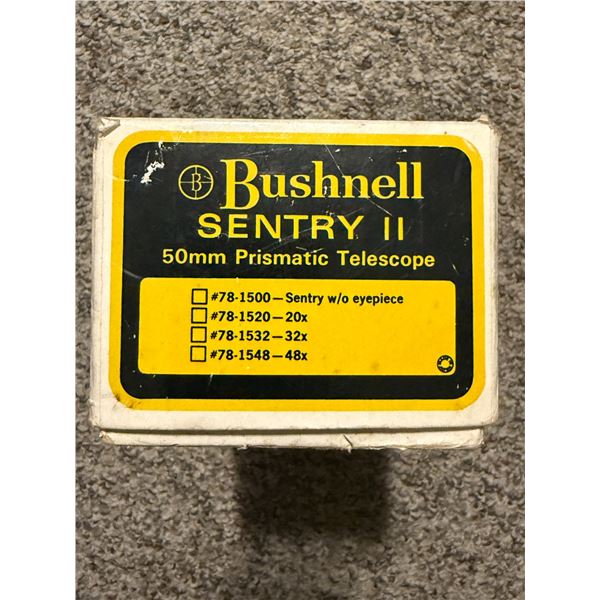 B Bushnell
SENTRY II
50mm Prismatic Telescope
#78-1500—Sentry w/o eyepiece
#78-1520—20x
#78-1532—32x
#78-1548—48x